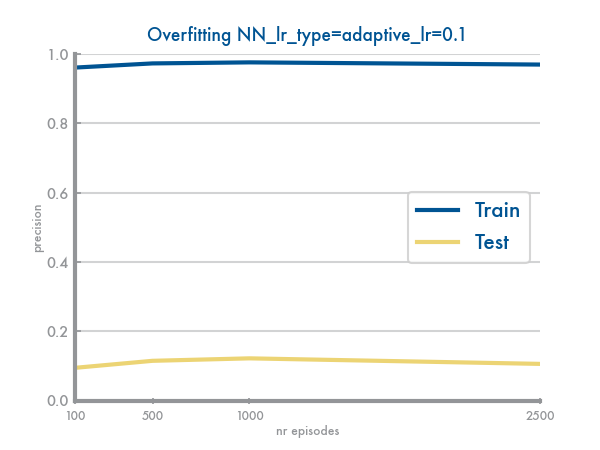 Overfitting NN_lr_type=adaptive_lr=0.1
1.0
0.8
0.6
0.4
0.2
0.0
precision
Train
Test
100 500 1000 2500
nr episodes